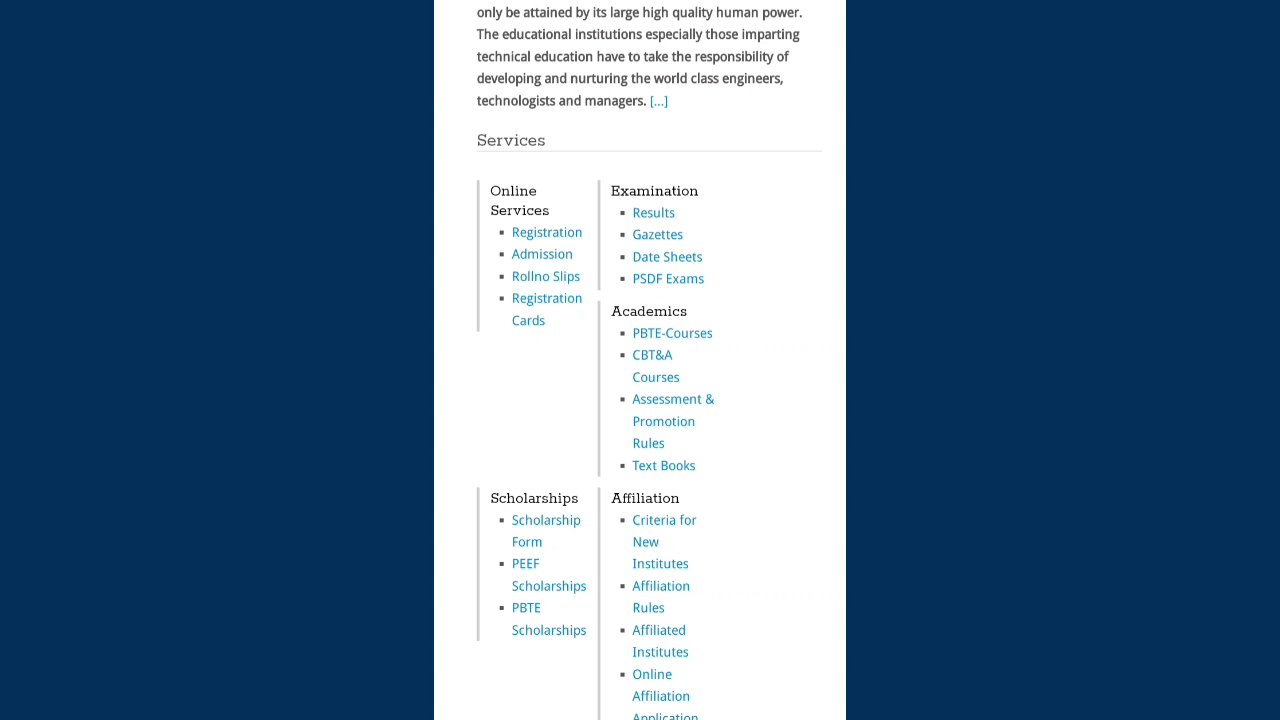 only be attained by its large high quality human power.
The educational institutions especially those imparting
technical education have to take the responsibility of
developing and nurturing the world class engineers,
technologists and managers. [...]
Services
Online
Services
Registration
Admission
Rollno Slips
Registration
Cards
Examination
Results
Gazettes
Date Sheets
PSDF Exams
Academics
PBTE-Courses
CBT&A
Courses
Assessment &
Promotion
Rules
Text Books
Scholarships
Scholarship
Form
PEEF
Scholarships
PBTE
Scholarships
Affiliation
Criteria for
New
Institutes
Affiliation
Rules
Affiliated
Institutes
Online
Affiliation
Application